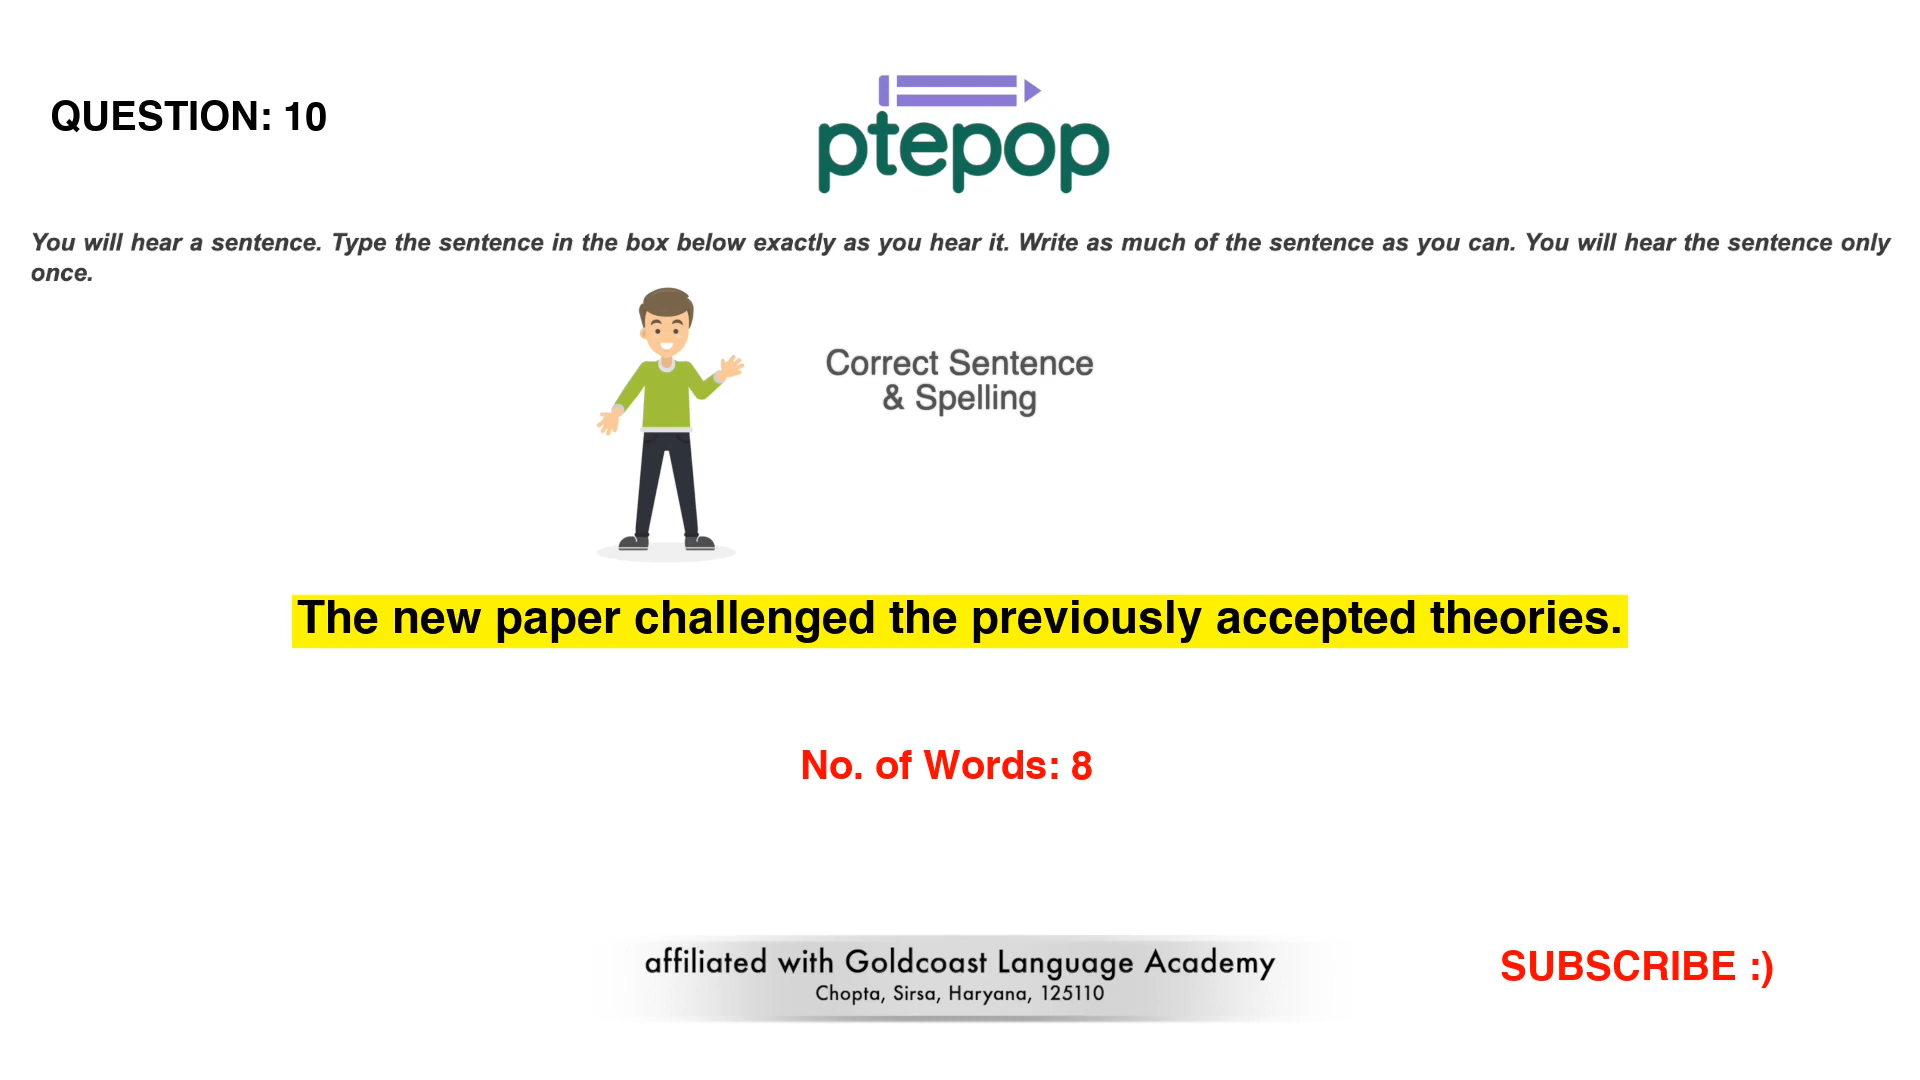 QUESTION: 10
ptepop
You will hear a sentence. Type the sentence in the box below exactly as you hear it. Write as much of the sentence as you can. You will hear the sentence only
once.
Correct Sentence
& Spelling
The new paper challenged the previously accepted theories.
No. of Words: 8
affiliated with Goldcoast Language Academy
Chopta, Sirsa, Haryana, 125110
SUBSCRIBE :)